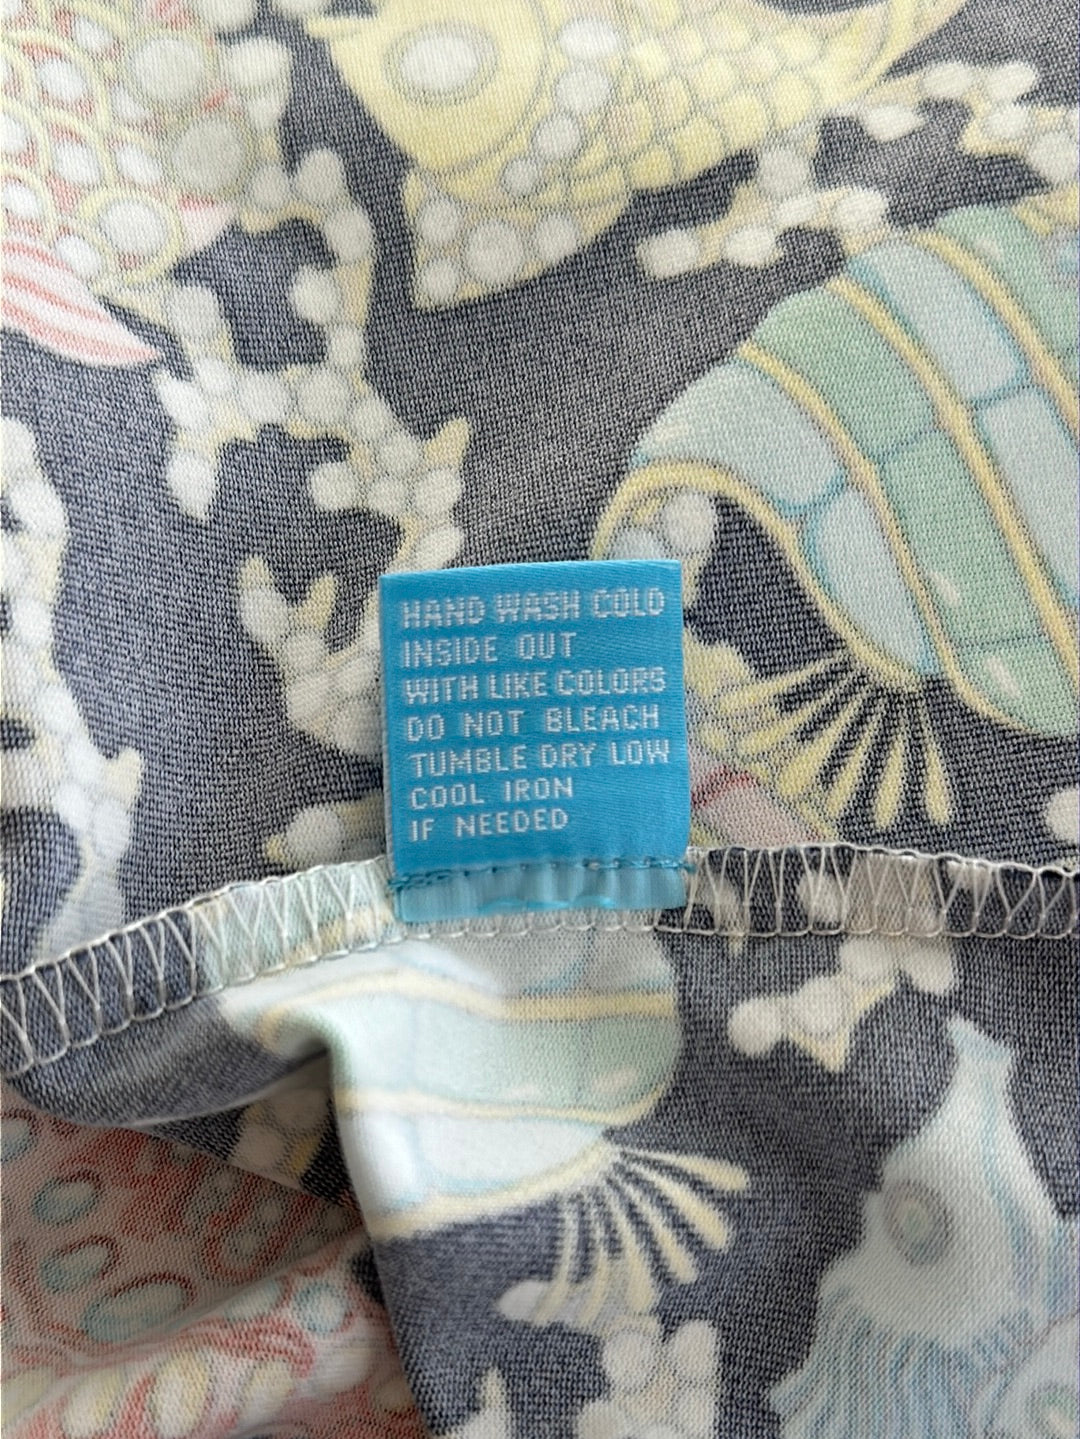 HAND WASH COLD
INSIDE OUT
WITH LIKE COLORS
DO NOT BLEACH
TUMBLE DRY LOW
COOL IRON
IF NEEDED